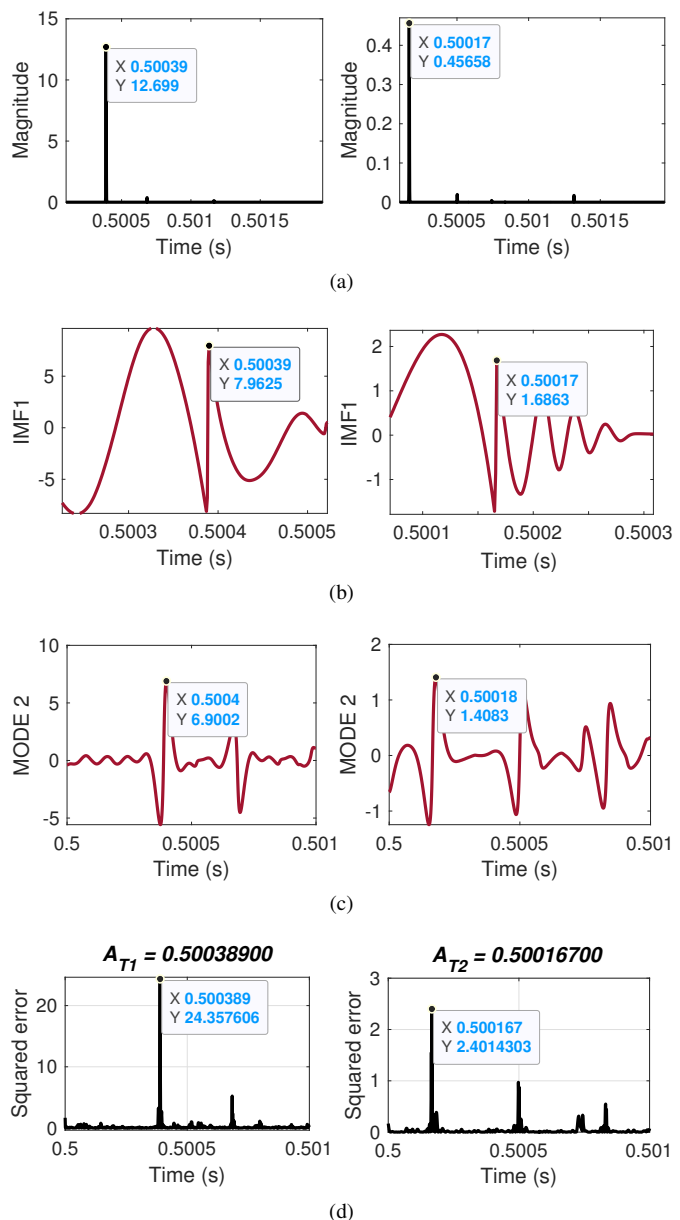 15
10
5
0
Magnitude
X 0.50039
Y 12.699
0.5005 0.501 0.5015
Time (s)
0.4
0.3
0.2
0.1
0
Magnitude
X 0.50017
Y 0.45658
0.5005 0.501 0.5015
Time (s)
(a)
5
0
-5
IMF1
X 0.50039
Y 7.9625
0.5003 0.5004 0.5005
Time (s)
2
1
0
-1
IMF1
X 0.50017
Y 1.6863
0.5001 0.5002 0.5003
Time (s)
(b)
10
5
0
-5
MODE 2
X 0.5004
Y 6.9002
0.5 0.5005 0.501
Time (s)
2
1
0
-1
MODE 2
X 0.50018
Y 1.4083
0.5 0.5005 0.501
Time (s)
(c)
A_T1 = 0.50038900
20
10
0
Squared error
X 0.500389
Y 24.357606
0.5 0.5005 0.501
Time (s)
A_T2 = 0.50016700
3
2
1
0
Squared error
X 0.500167
Y 2.4014303
0.5 0.5005 0.501
Time (s)
(d)